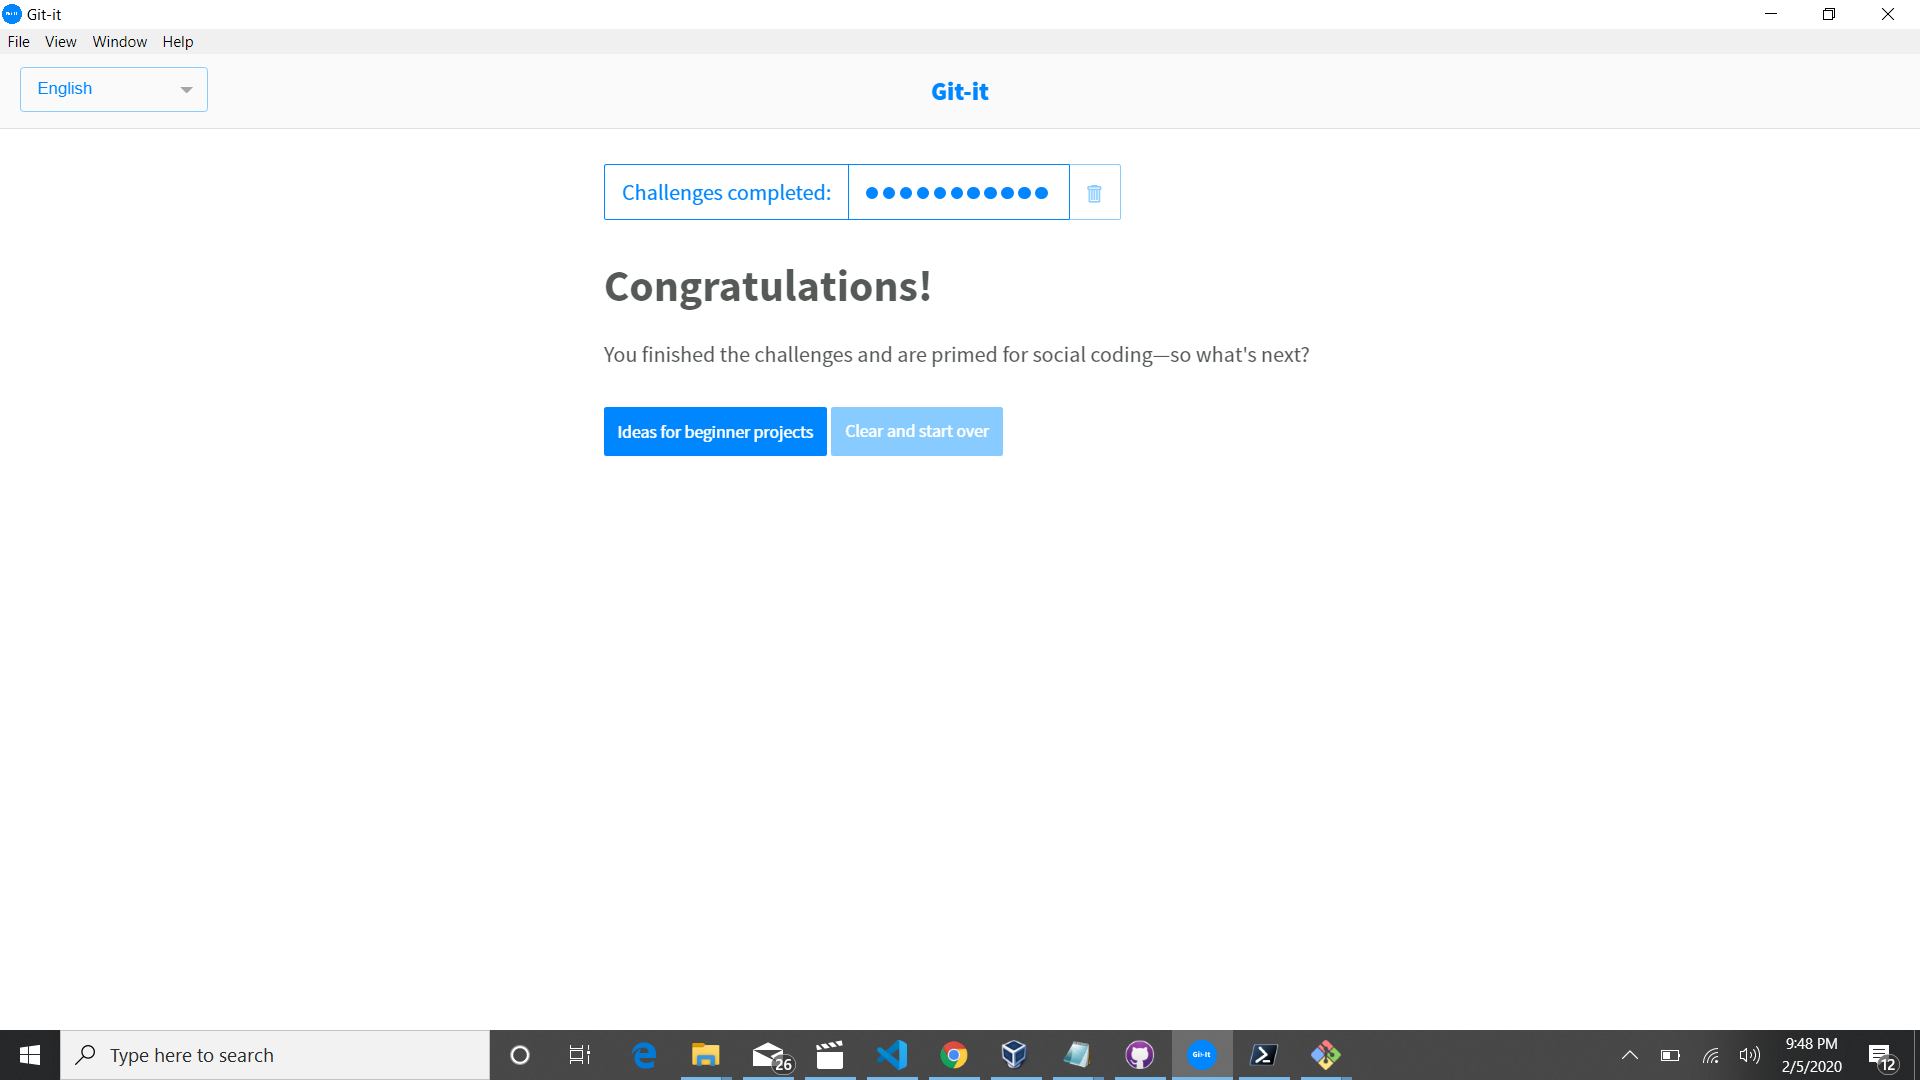 Git-it
File View Window Help
English
Git-it
Challenges completed:
Congratulations!
You finished the challenges and are primed for social coding—so what's next?
Ideas for beginner projects
Clear and start over
Type here to search
26
Git-it
9:48 PM
2/5/2020
12